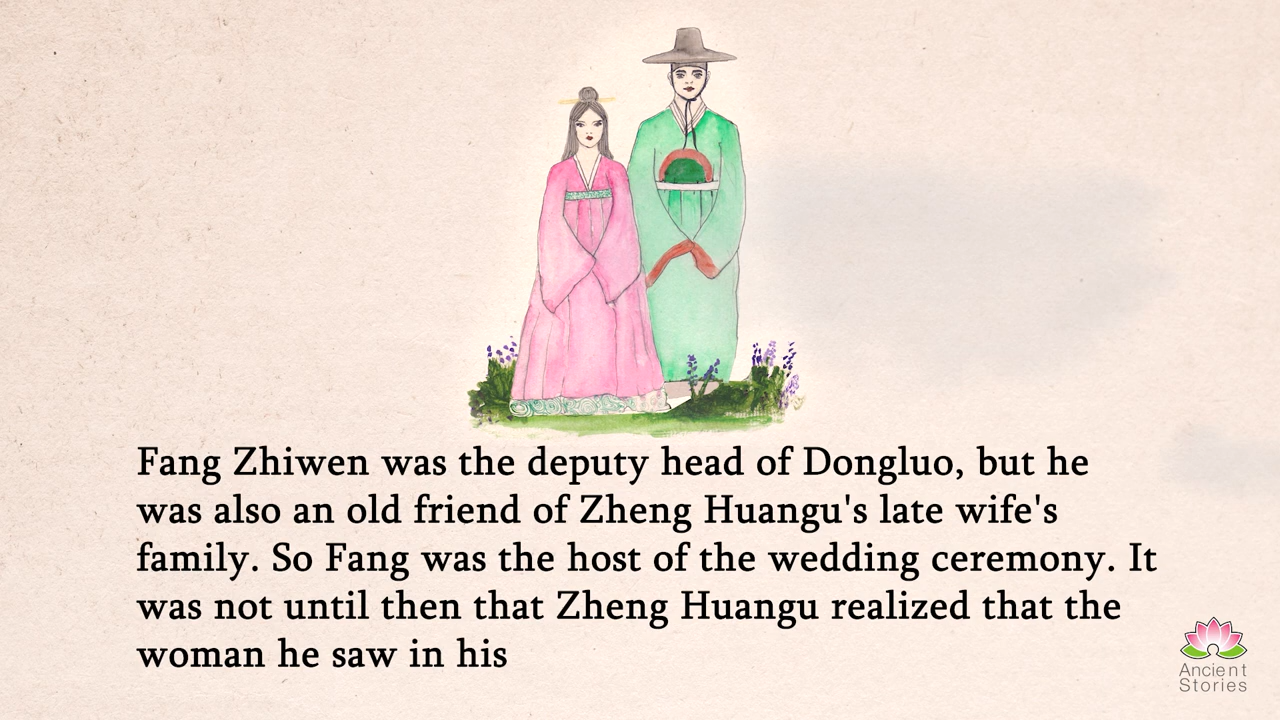 Fang Zhiwen was the deputy head of Dongluo, but he
was also an old friend of Zheng Huangu's late wife's
family. So Fang was the host of the wedding ceremony. It
was not until then that Zheng Huangu realized that the
woman he saw in his
Ancient
Stories